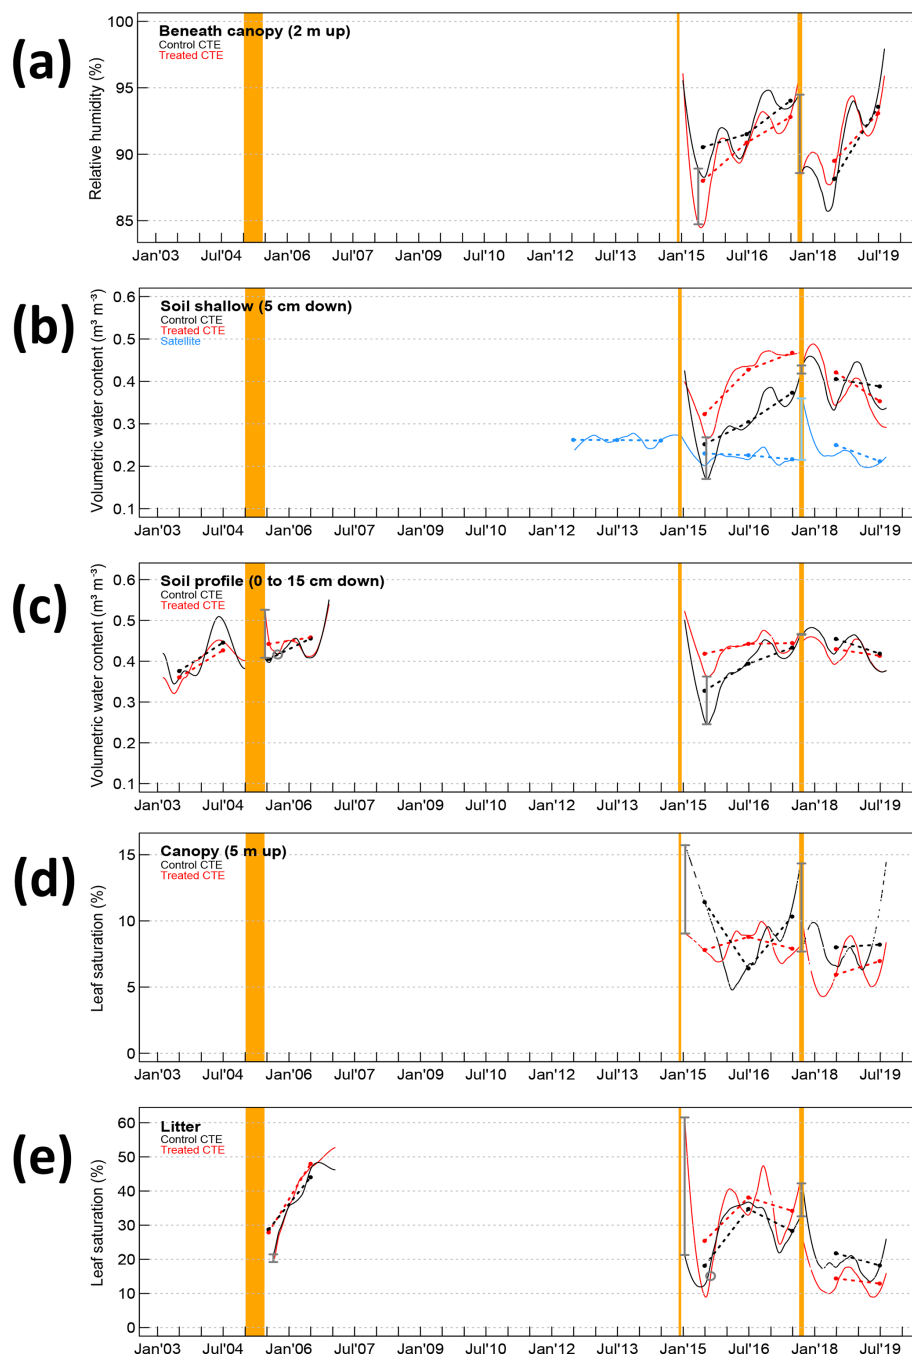 (a)
Relative humidity (%)
100
95
90
85
Beneath canopy (2 m up)
Control CTE
Treated CTE
Jan'03 Jul'04 Jan'06 Jul'07 Jan'09 Jul'10 Jan'12 Jul'13 Jan'15 Jul'16 Jan'18 Jul'19
(b)
Volumetric water content (m³ m⁻³)
0.6
0.5
0.4
0.3
0.2
0.1
Soil shallow (5 cm down)
Control CTE
Treated CTE
Satellite
Jan'03 Jul'04 Jan'06 Jul'07 Jan'09 Jul'10 Jan'12 Jul'13 Jan'15 Jul'16 Jan'18 Jul'19
(c)
Volumetric water content (m³ m⁻³)
0.6
0.5
0.4
0.3
0.2
0.1
Soil profile (0 to 15 cm down)
Control CTE
Treated CTE
Jan'03 Jul'04 Jan'06 Jul'07 Jan'09 Jul'10 Jan'12 Jul'13 Jan'15 Jul'16 Jan'18 Jul'19
(d)
Leaf saturation (%)
15
10
5
0
Canopy (5 m up)
Control CTE
Treated CTE
Jan'03 Jul'04 Jan'06 Jul'07 Jan'09 Jul'10 Jan'12 Jul'13 Jan'15 Jul'16 Jan'18 Jul'19
(e)
Leaf saturation (%)
60
50
40
30
20
10
0
Litter
Control CTE
Treated CTE
Jan'03 Jul'04 Jan'06 Jul'07 Jan'09 Jul'10 Jan'12 Jul'13 Jan'15 Jul'16 Jan'18 Jul'19